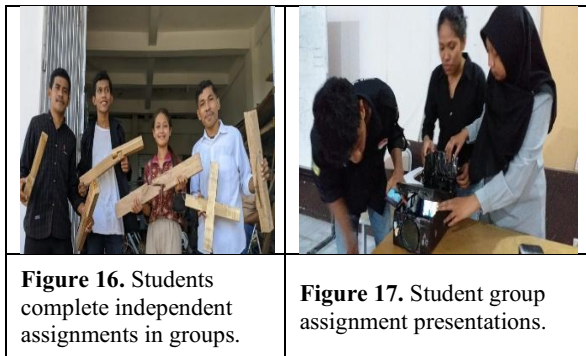 Figure 16. Students
complete independent
assignments in groups.
Figure 17. Student group
assignment presentations.